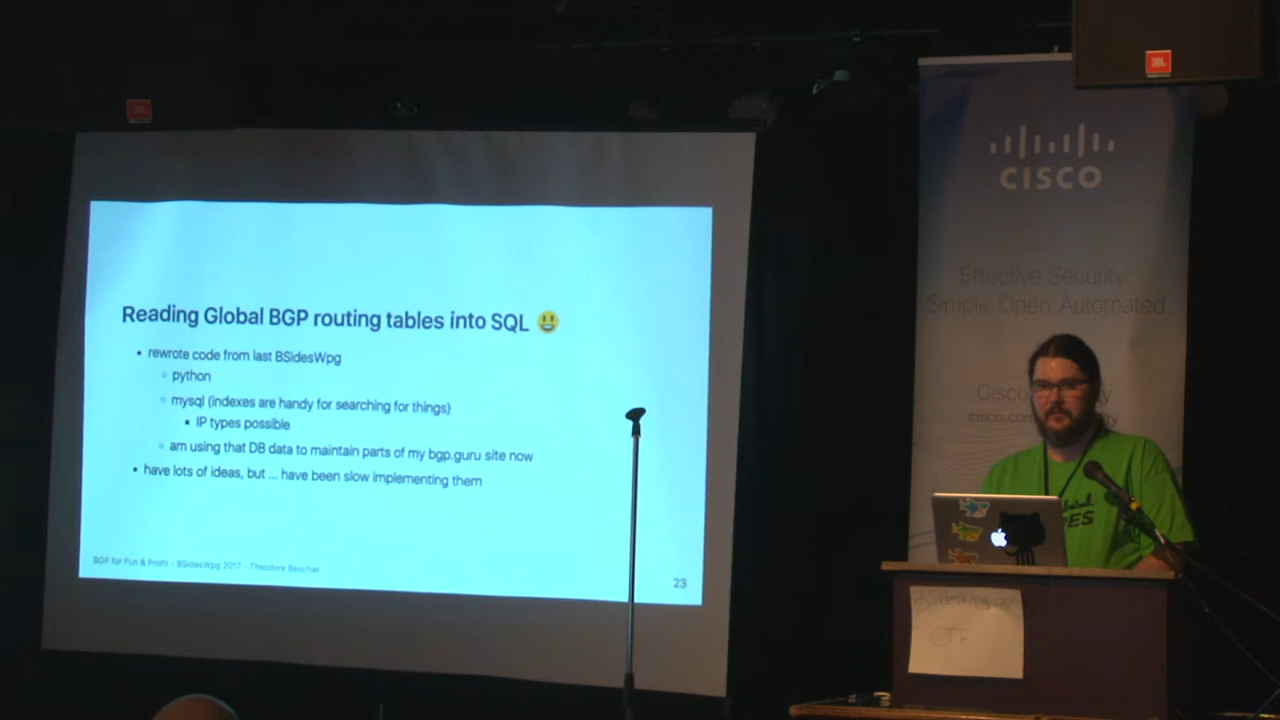 Reading Global BGP routing tables into SQL 😃
• rewrote code from last BSidesWpg
◦ python
◦ mysql (indexes are handy for searching for things)
▪ IP types possible
◦ am using that DB data to maintain parts of my bgp.guru site now
• have lots of ideas, but ... have been slow implementing them
BGP for Fun & Profit - BSidesWpg 2017 - Theodore Baschak
23
JBL
JBL
CISCO
Effective Security
Simple. Open. Automated.
Cisco
cisco.com
BSidesWpg
CTF